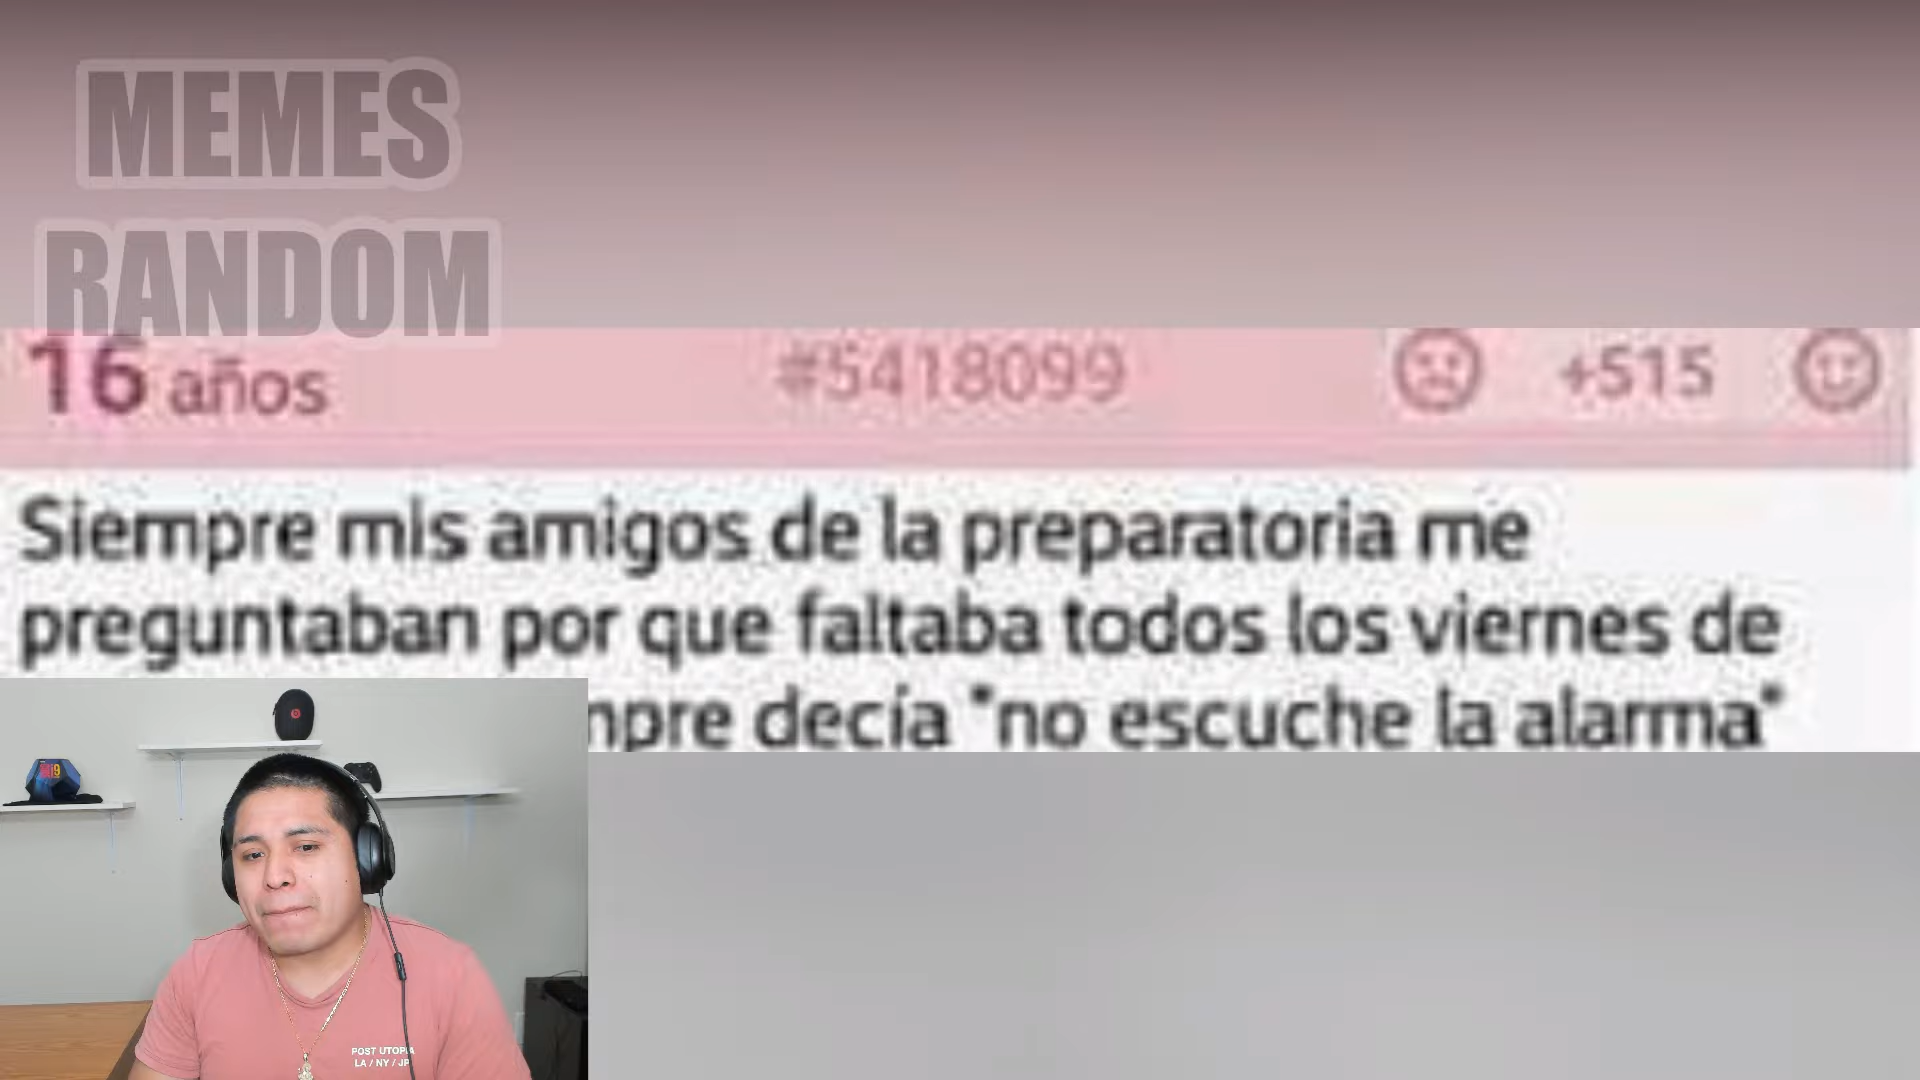 MEMES
RANDOM
16 años #5418099 +515
Siempre mis amigos de la preparatoria me
preguntaban por que faltaba todos los viernes de
mpre decía "no escuche la alarma"
i9
POST UTOPIA
LA / NY / JP